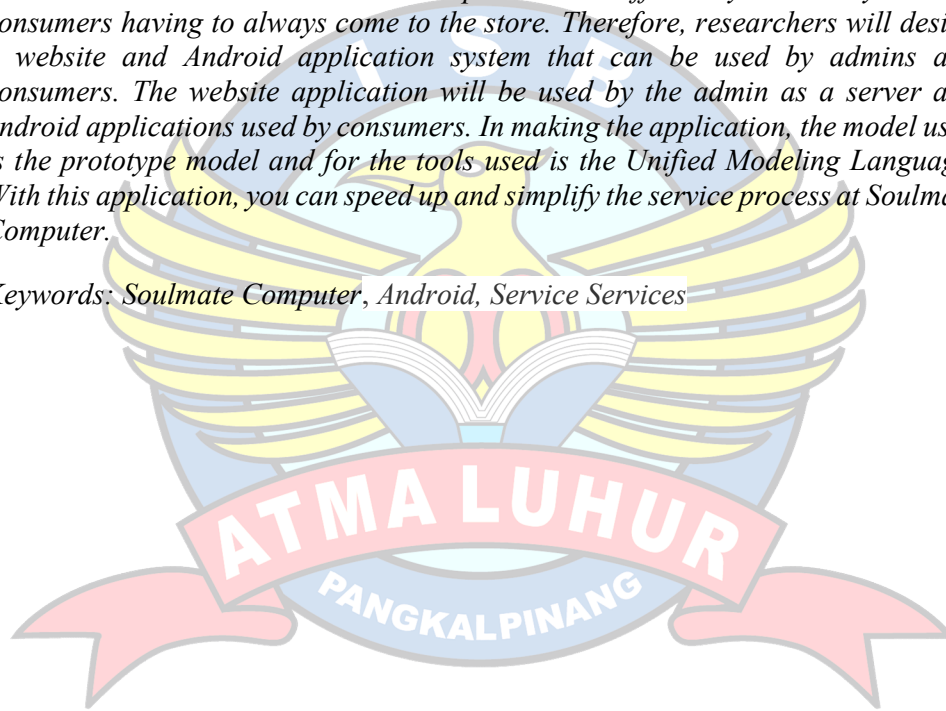 consumers having to always come to the store. Therefore, researchers will
website and Android application system that can be used by admins
consumers. The website application will be used by the admin as a server
Android applications used by consumers. In making the application, the model
is the prototype model and for the tools used is the Unified Modeling
With this application, you can speed up and simplify the service process at
Computer.
Keywords: Soulmate Computer, Android, Service Services
I S B
ATMA LUHUR
PANGKALPINANG